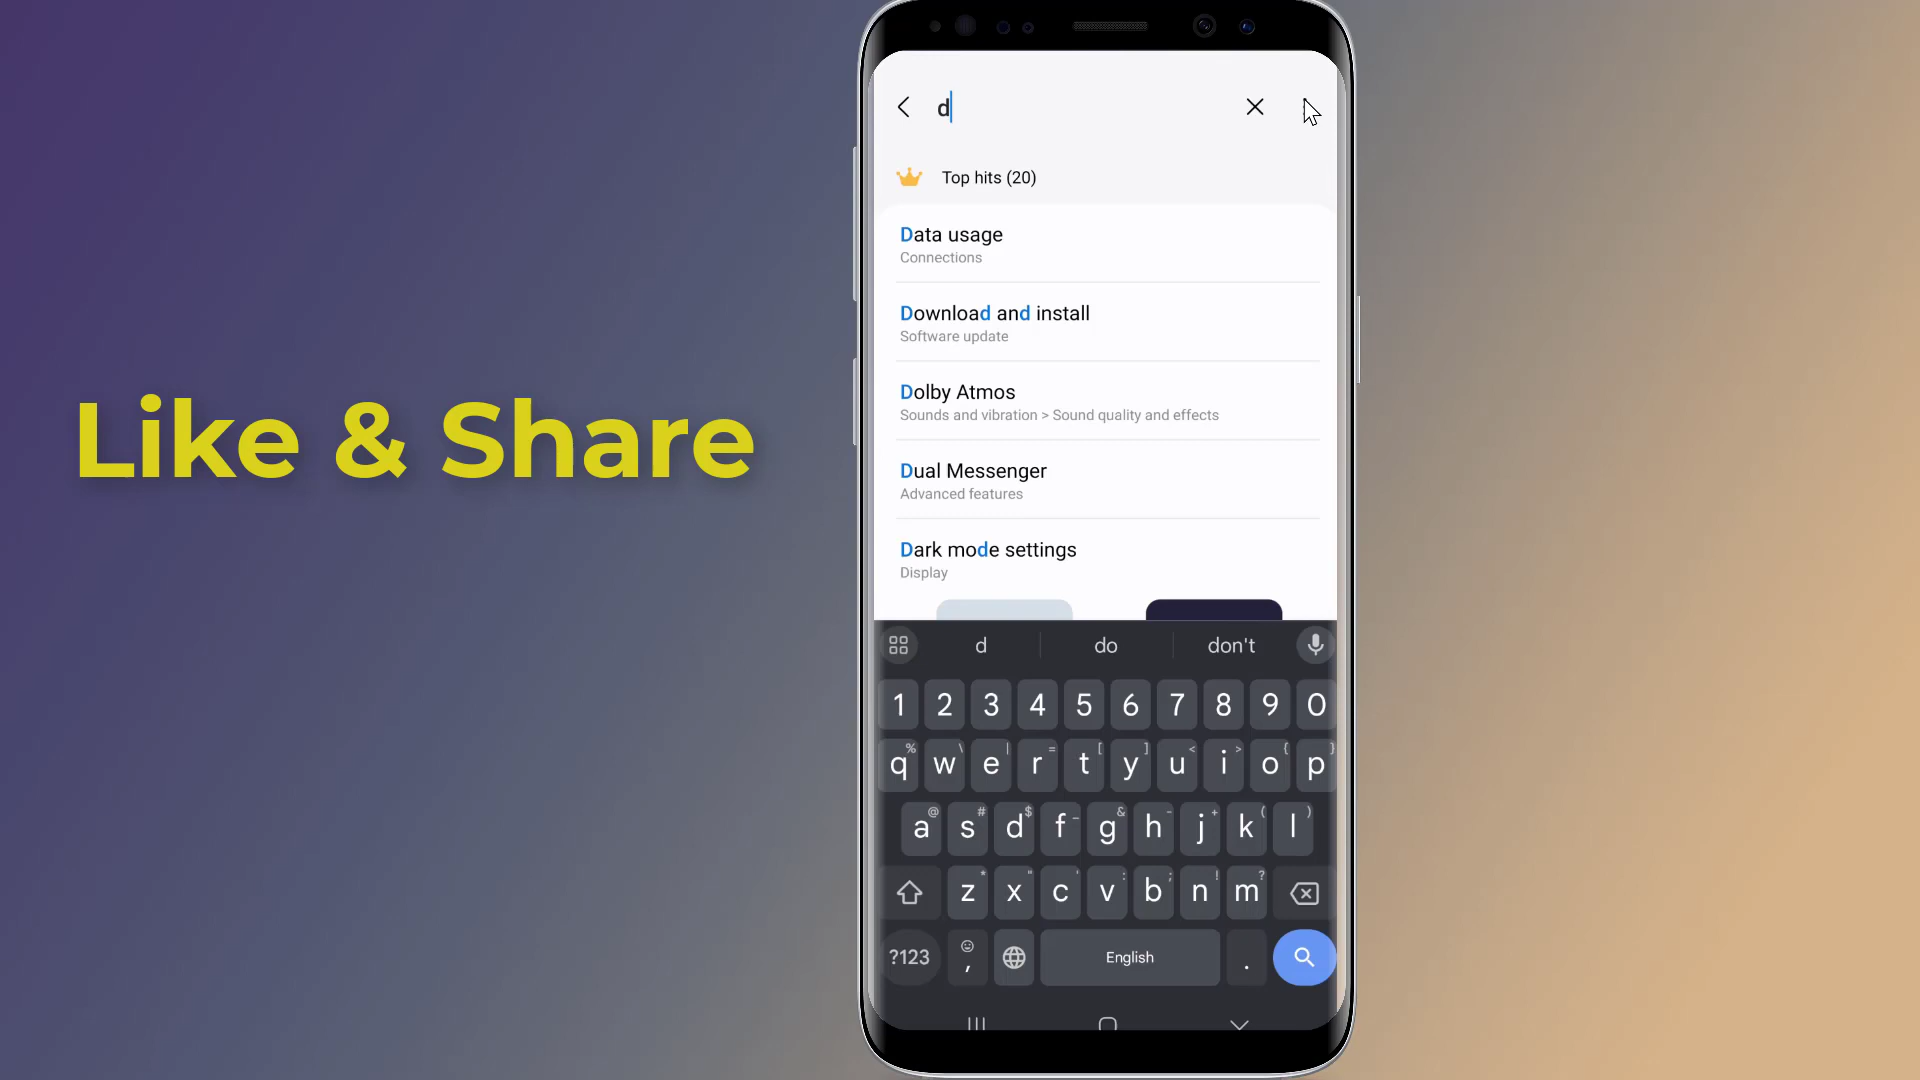 Like & Share
d
Top hits (20)
Data usage
Connections
Download and install
Software update
Dolby Atmos
Sounds and vibration > Sound quality and effects
Dual Messenger
Advanced features
Dark mode settings
Display
d do don't
1 2 3 4 5 6 7 8 9 0
% \ | = [ ] < > { }
q w e r t y u i o p
@ # $ _ & - + ( )
a s d f g h j k l
* " ' : ; ! ?
z x c v b n m
?123 , English .